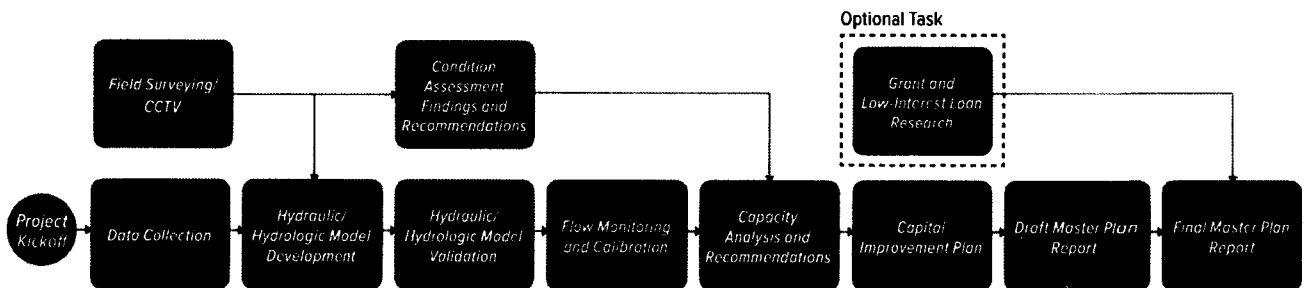 Optional Task
Field Surveying/
CCTV
Condition
Assessment
Findings and
Recommendations
Grant and
Low-Interest Loan
Research
Project
Kickoff
Data Collection
Hydraulic/
Hydrologic Model
Development
Hydraulic/
Hydrologic Model
Validation
Flow Monitoring
and Calibration
Capacity
Analysis and
Recommendations
Capital
Improvement Plan
Draft Master Plan
Report
Final Master Plan
Report